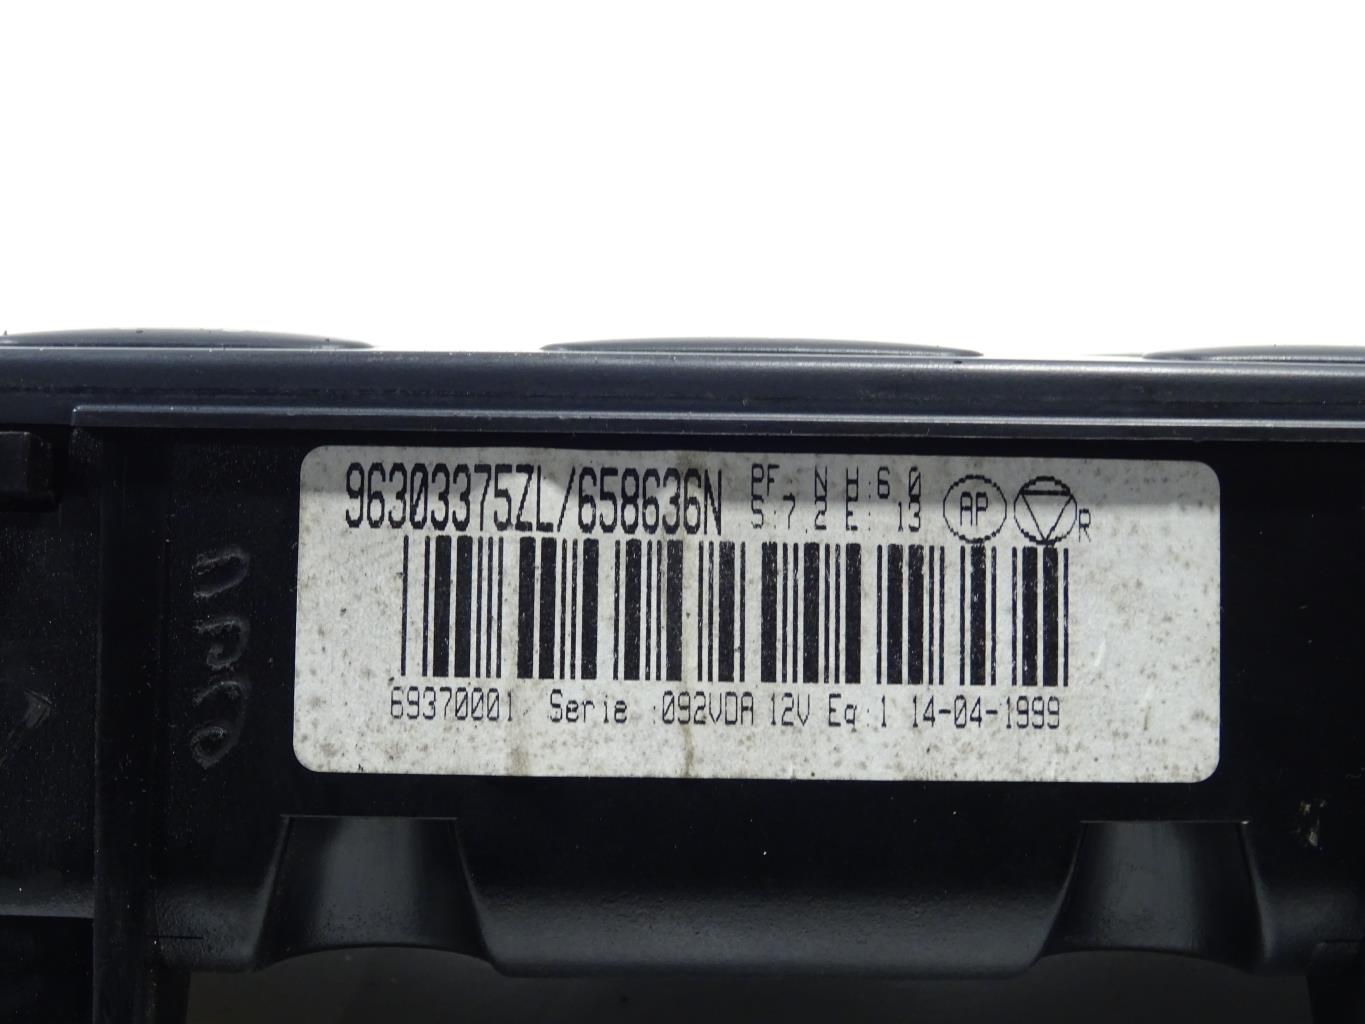 96303375ZL/658636N
PF. N H:6.0
S:7.2 E: 13
AP
R
69370001 Serie :092VDA 12V Eq:1 14-04-1999